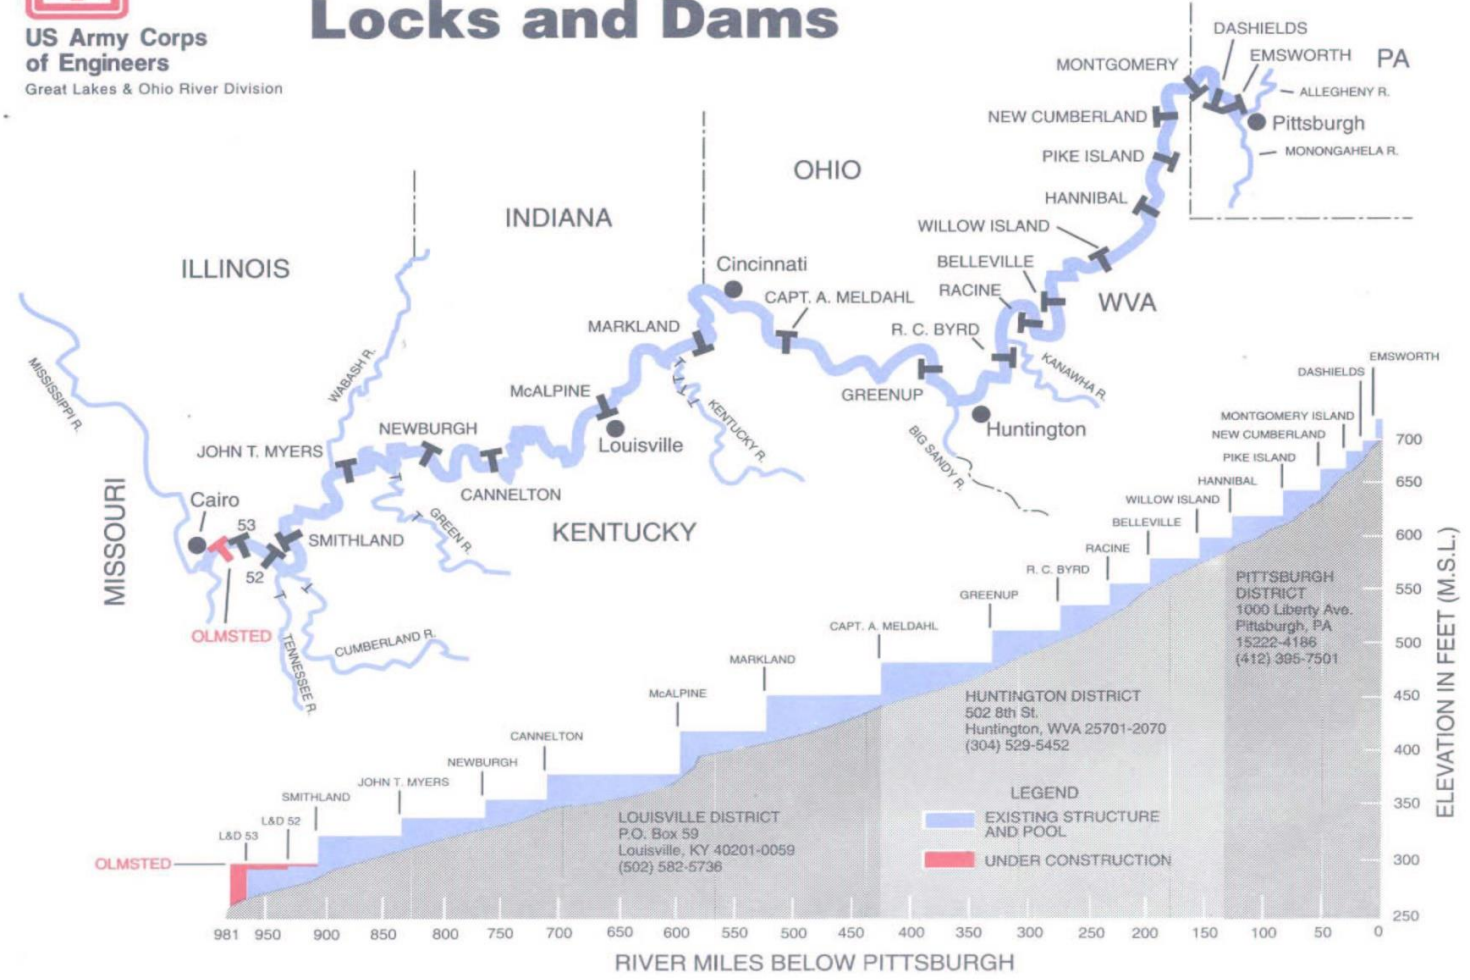 Locks and Dams
US Army Corps
of Engineers
Great Lakes & Ohio River Division
DASHIELDS
EMSWORTH
PA
MONTGOMERY
ALLEGHENY R.
NEW CUMBERLAND
Pittsburgh
PIKE ISLAND
MONONGAHELA R.
OHIO
HANNIBAL
INDIANA
WILLOW ISLAND
ILLINOIS
Cincinnati
BELLEVILLE
RACINE
WVA
CAPT. A. MELDAHL
MARKLAND
R. C. BYRD
MISSISSIPPI R.
WABASH R.
KANAWHA R.
McALPINE
GREENUP
KENTUCKY R.
Huntington
NEWBURGH
Louisville
JOHN T. MYERS
BIG SANDY R.
CANNELTON
MISSOURI
Cairo
53
GREEN R.
KENTUCKY
SMITHLAND
52
OLMSTED
TENNESSEE R.
CUMBERLAND R.
EMSWORTH
DASHIELDS
MONTGOMERY ISLAND
NEW CUMBERLAND
PIKE ISLAND
HANNIBAL
WILLOW ISLAND
BELLEVILLE
RACINE
R. C. BYRD
GREENUP
CAPT. A. MELDAHL
MARKLAND
McALPINE
CANNELTON
NEWBURGH
JOHN T. MYERS
SMITHLAND
L&D 52
L&D 53
OLMSTED
PITTSBURGH
DISTRICT
1000 Liberty Ave.
Pittsburgh, PA
15222-4186
(412) 395-7501
HUNTINGTON DISTRICT
502 8th St.
Huntington, WVA 25701-2070
(304) 529-5452
LOUISVILLE DISTRICT
P.O. Box 59
Louisville, KY 40201-0059
(502) 582-5736
LEGEND
EXISTING STRUCTURE
AND POOL
UNDER CONSTRUCTION
700
650
600
550
500
450
400
350
300
250
ELEVATION IN FEET (M.S.L.)
981 950 900 850 800 750 700 650 600 550 500 450 400 350 300 250 200 150 100 50 0
RIVER MILES BELOW PITTSBURGH